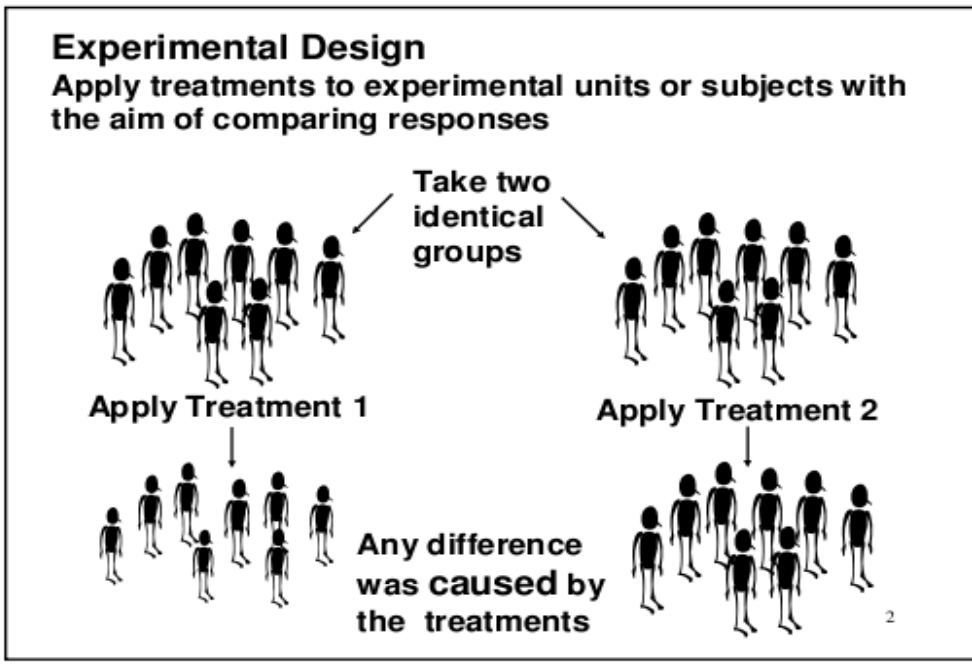 Experimental Design
Apply treatments to experimental units or subjects with
the aim of comparing responses
Take two
identical
groups
Apply Treatment 1
Apply Treatment 2
Any difference
was caused by
the treatments
2